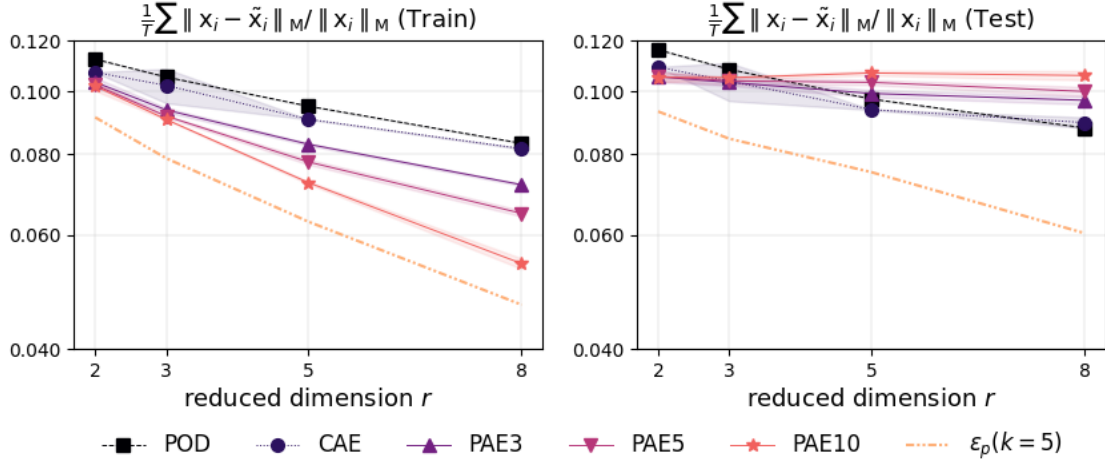 1/T ∑ ‖ x_i − x̃_i ‖_M / ‖ x_i ‖_M (Train)
0.120
0.100
0.080
0.060
0.040
2 3 5 8
reduced dimension r
1/T ∑ ‖ x_i − x̃_i ‖_M / ‖ x_i ‖_M (Test)
0.120
0.100
0.080
0.060
0.040
2 3 5 8
reduced dimension r
POD CAE PAE3 PAE5 PAE10 ε_p(k = 5)